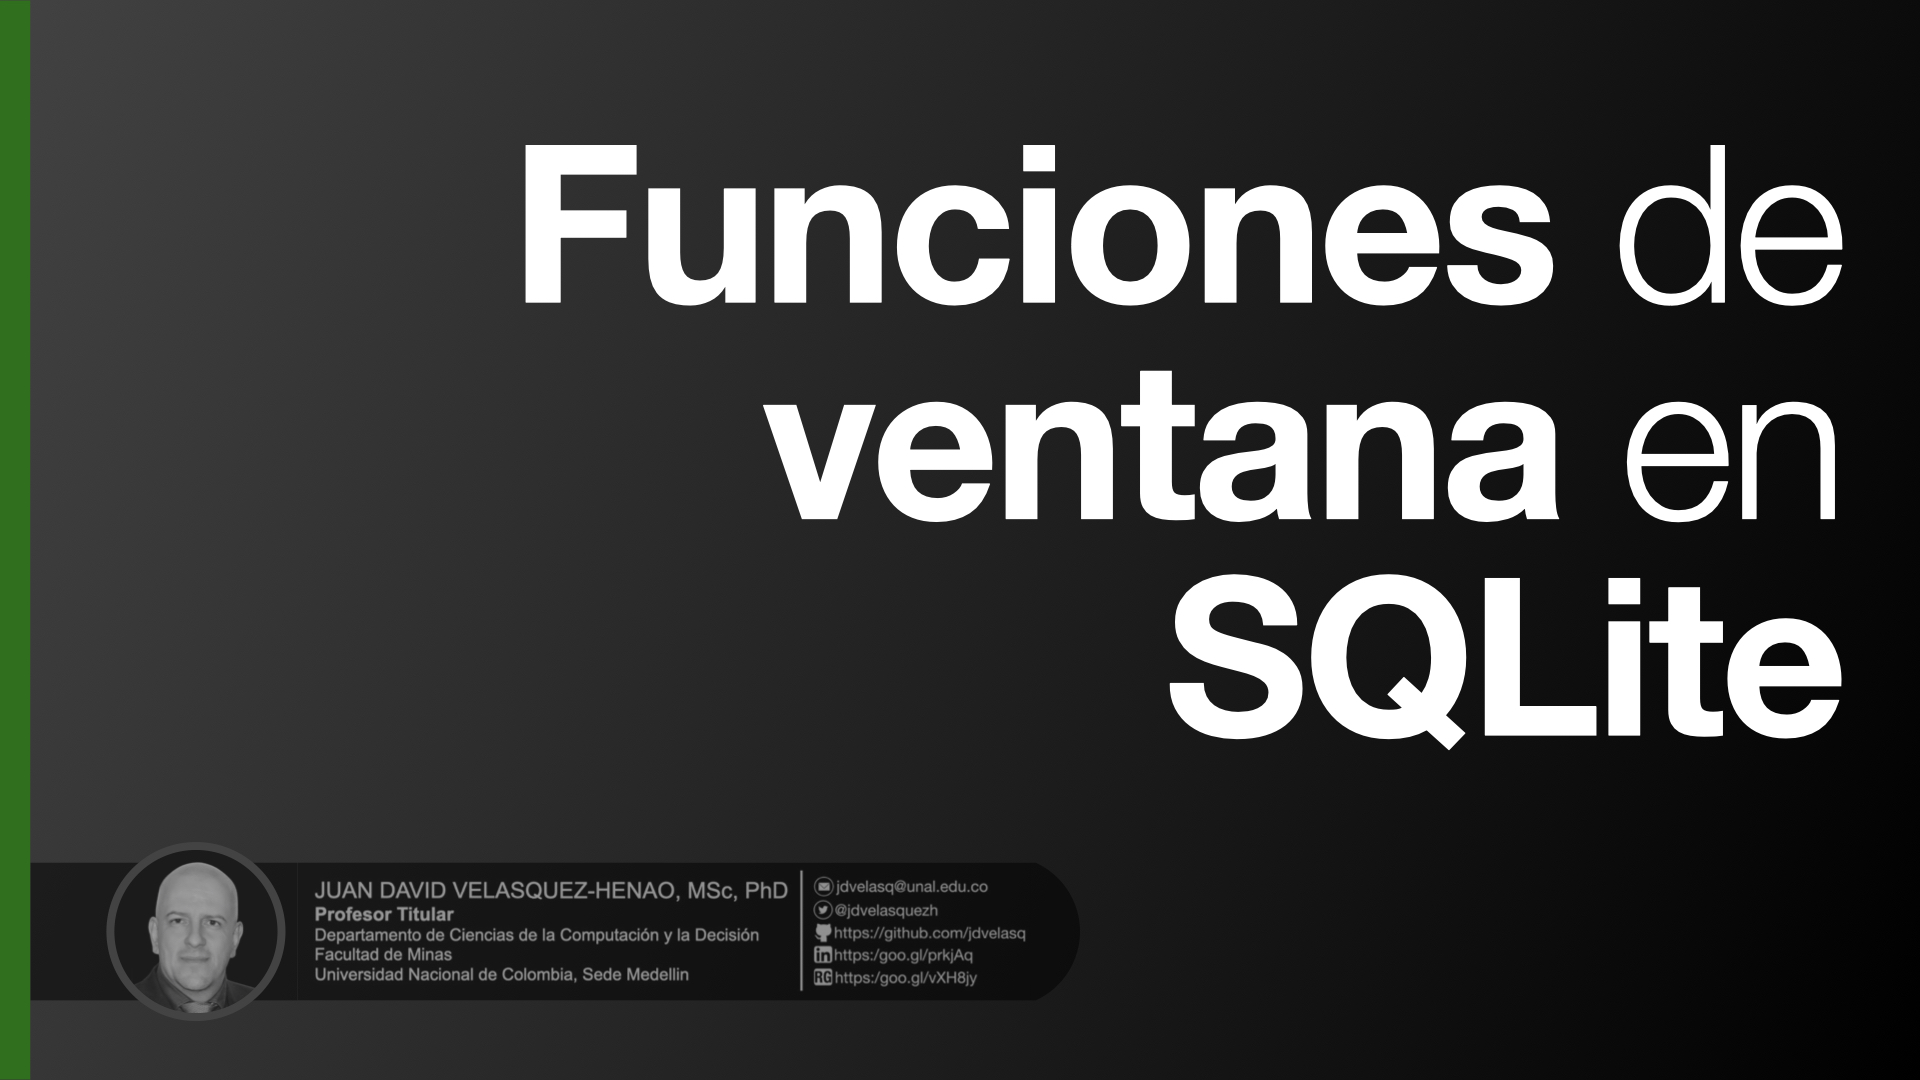 Funciones de
ventana en
SQLite
JUAN DAVID VELASQUEZ-HENAO, MSc, PhD
Profesor Titular
Departamento de Ciencias de la Computación y la Decisión
Facultad de Minas
Universidad Nacional de Colombia, Sede Medellin
jdvelasq@unal.edu.co
@jdvelasquezh
https://github.com/jdvelasq
in https:/goo.gl/prkjAq
RG https:/goo.gl/vXH8jy